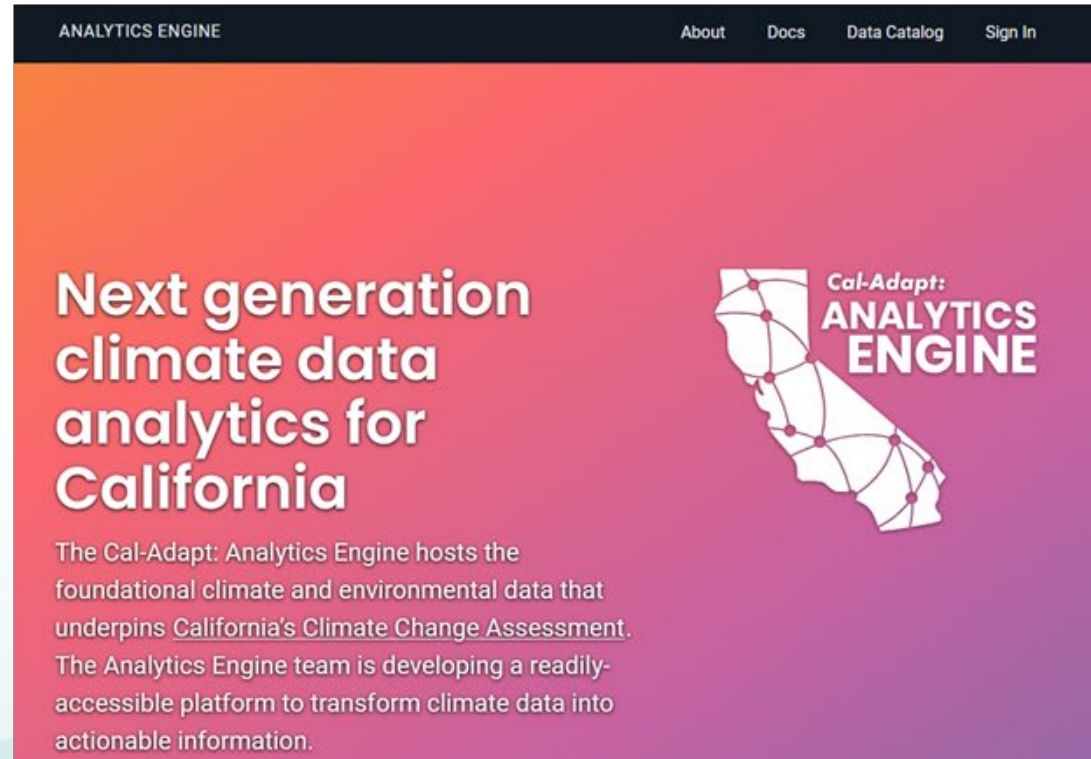 ANALYTICS ENGINE
About Docs Data Catalog Sign In
Next generation
climate data
analytics for
California
Cal-Adapt:
ANALYTICS
ENGINE
The Cal-Adapt: Analytics Engine hosts the
foundational climate and environmental data that
underpins California's Climate Change Assessment.
The Analytics Engine team is developing a readily-
accessible platform to transform climate data into
actionable information.